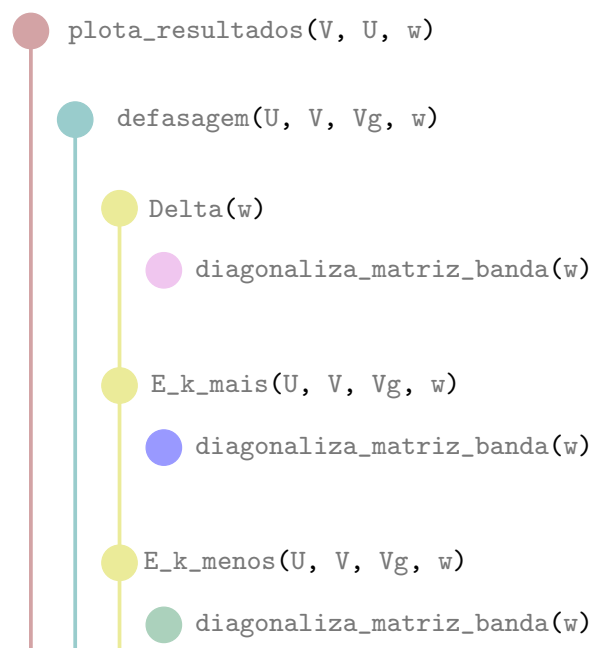 plota_resultados(V, U, w)
defasagem(U, V, Vg, w)
Delta(w)
diagonaliza_matriz_banda(w)
E_k_mais(U, V, Vg, w)
diagonaliza_matriz_banda(w)
E_k_menos(U, V, Vg, w)
diagonaliza_matriz_banda(w)